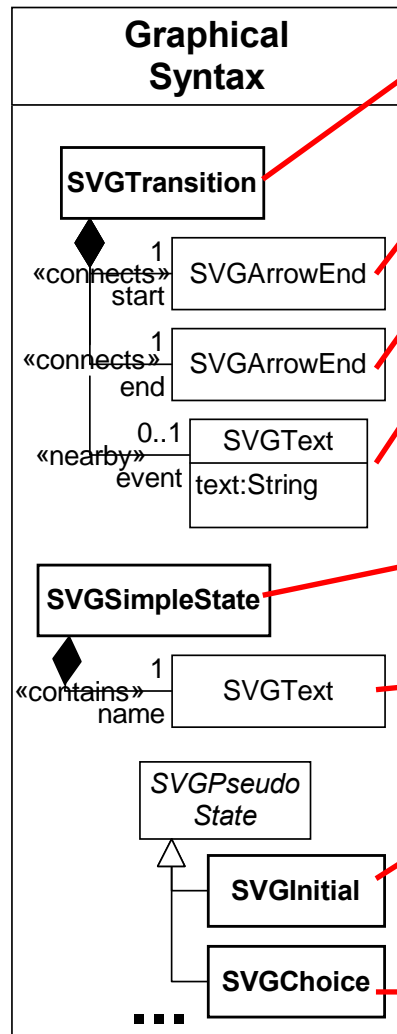 Graphical
Syntax
SVGTransition
1
«connects»
start
SVGArrowEnd
1
«connects»
end
SVGArrowEnd
0..1
«nearby»
event
SVGText
text:String
SVGSimpleState
1
«contains»
name
SVGText
SVGPseudo
State
SVGInitial
SVGChoice
...